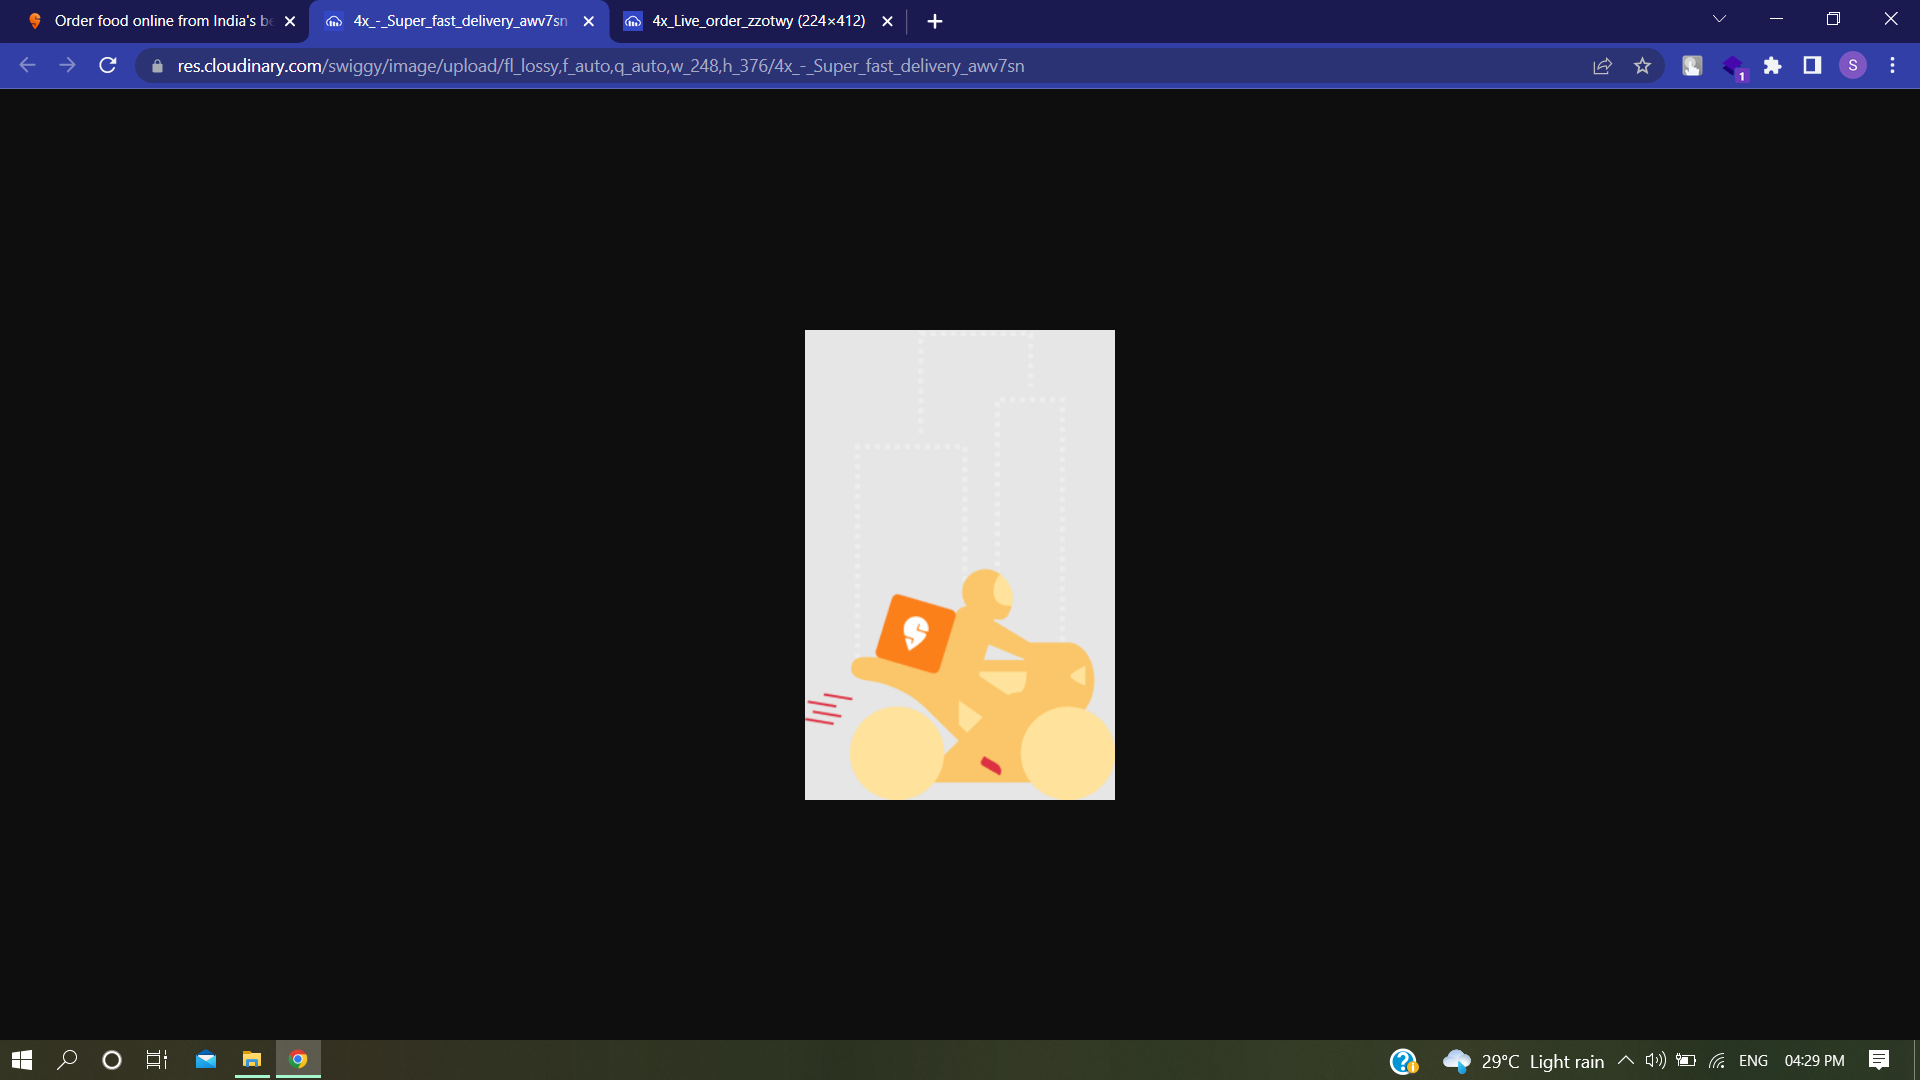 Order food online from India's be
4x_-_Super_fast_delivery_awv7sn
4x_Live_order_zzotwy (224×412)
res.cloudinary.com/swiggy/image/upload/fl_lossy,f_auto,q_auto,w_248,h_376/4x_-_Super_fast_delivery_awv7sn
1
S
29°C Light rain
ENG
04:29 PM